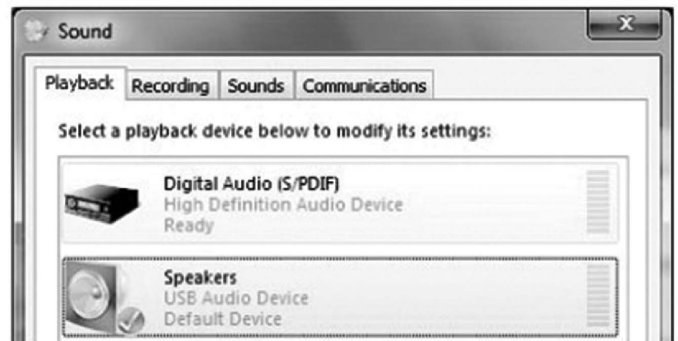 Sound
Playback Recording Sounds Communications
Select a playback device below to modify its settings:
Digital Audio (S/PDIF)
High Definition Audio Device
Ready
Speakers
USB Audio Device
Default Device